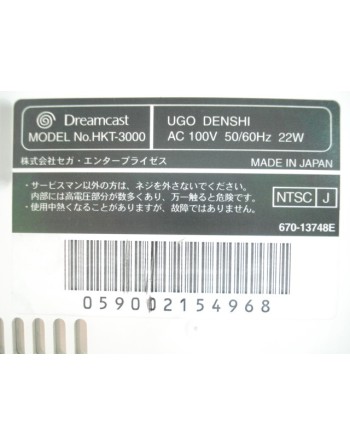 Dreamcast
MODEL No.HKT-3000
UGO DENSHI
AC 100V 50/60Hz 22W
株式会社セガ・エンタープライゼス
MADE IN JAPAN
・サービスマン以外の方は、ネジを外さないでください。
内部には高電圧部分が数多くあり、万一触ると危険です。
・使用中熱くなることがありますが、故障ではありません。
NTSC J
670-13748E
059002154968